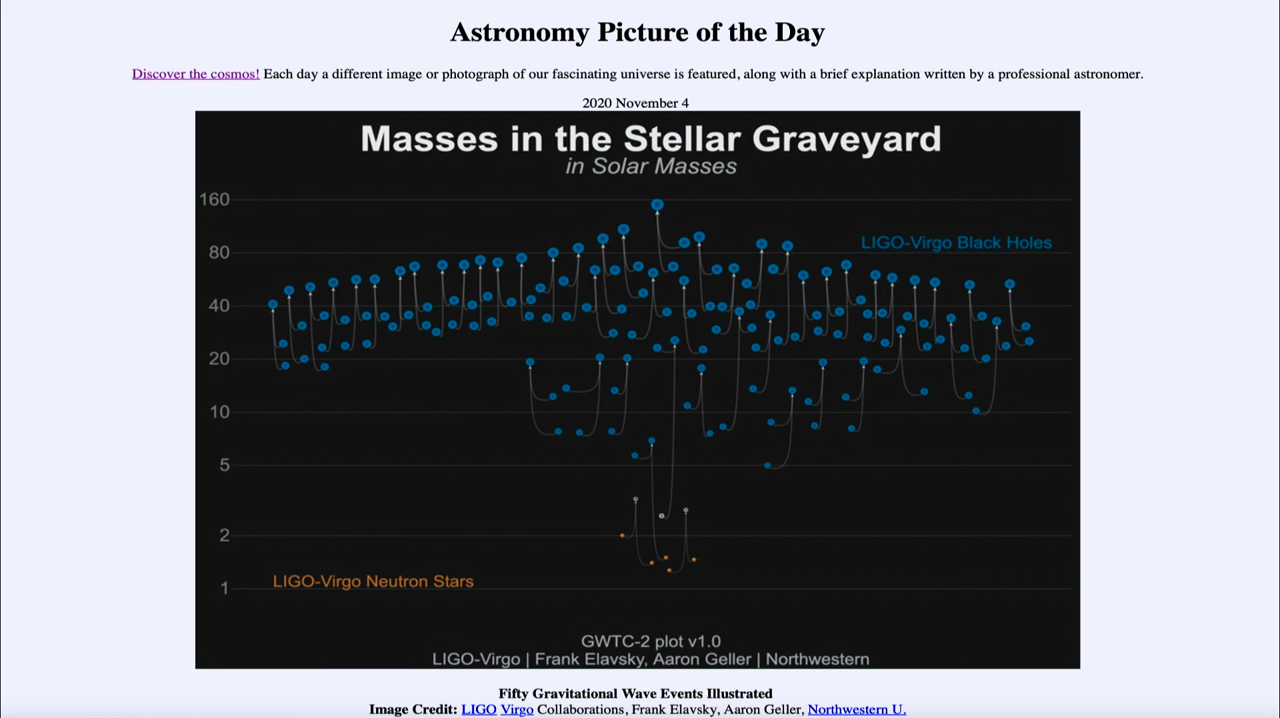 Astronomy Picture of the Day
Discover the cosmos! Each day a different image or photograph of our fascinating universe is featured, along with a brief explanation written by a professional astronomer.
2020 November 4
Masses in the Stellar Graveyard
in Solar Masses
160
LIGO-Virgo Black Holes
80
40
20
10
5
2
LIGO-Virgo Neutron Stars
1
GWTC-2 plot v1.0
LIGO-Virgo | Frank Elavsky, Aaron Geller | Northwestern
Fifty Gravitational Wave Events Illustrated
Image Credit: LIGO Virgo Collaborations, Frank Elavsky, Aaron Geller, Northwestern U.